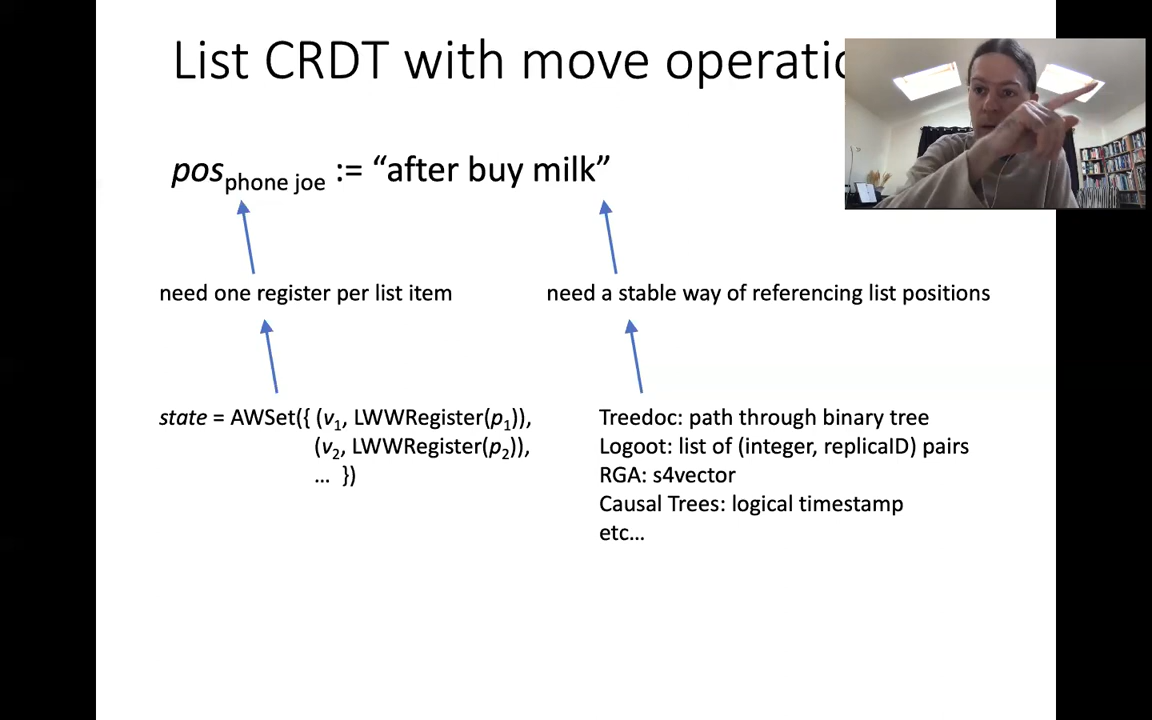 List CRDT with move operatio
pos phone joe := “after buy milk”
need one register per list item
need a stable way of referencing list positions
state = AWSet({ (v1, LWWRegister(p1)),
(v2, LWWRegister(p2)),
... })
Treedoc: path through binary tree
Logoot: list of (integer, replicaID) pairs
RGA: s4vector
Causal Trees: logical timestamp
etc...